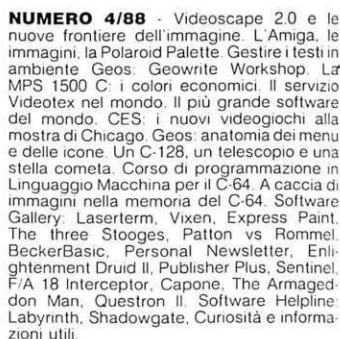 NUMERO 4/88 - Videoscape 2.0 e le
nuove frontiere dell'immagine. L'Amiga, le
immagini, la Polaroid Palette. Gestire i testi in
ambiente Geos: Geowrite Workshop. La
MPS 1500 C: i colori economici. Il servizio
Videotex nel mondo. Il più grande software
del mondo. CES: i nuovi videogiochi alla
mostra di Chicago. Geos: anatomia dei menu
e delle icone. Un C-128, un telescopio e una
stella cometa. Corso di programmazione in
Linguaggio Macchina per il C-64. A caccia di
immagini nella memoria del C-64. Software
Gallery: Laserterm, Vixen, Express Paint,
The three Stooges, Patton vs Rommel,
BeckerBasic, Personal Newsletter, Enli-
ghtenment Druid II, Publisher Plus, Sentinel,
F/A 18 Interceptor, Capone, The Armaged-
don Man, Questron II. Software Helpline:
Labyrinth, Shadowgate, Curiosità e informa-
zioni utili.